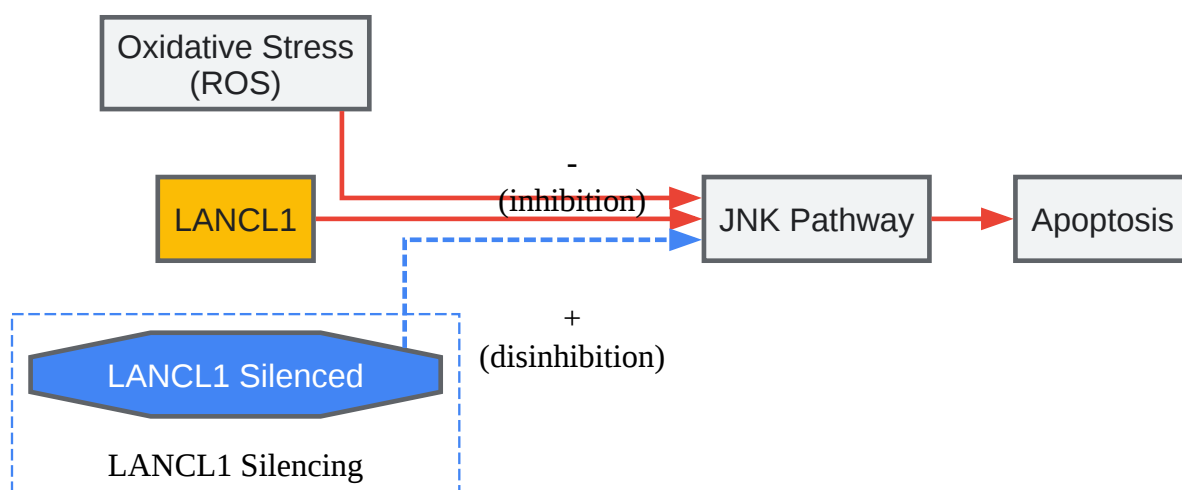 Oxidative Stress
(ROS)
-
(inhibition)
LANCL1
JNK Pathway
Apoptosis
+
(disinhibition)
LANCL1 Silenced
LANCL1 Silencing